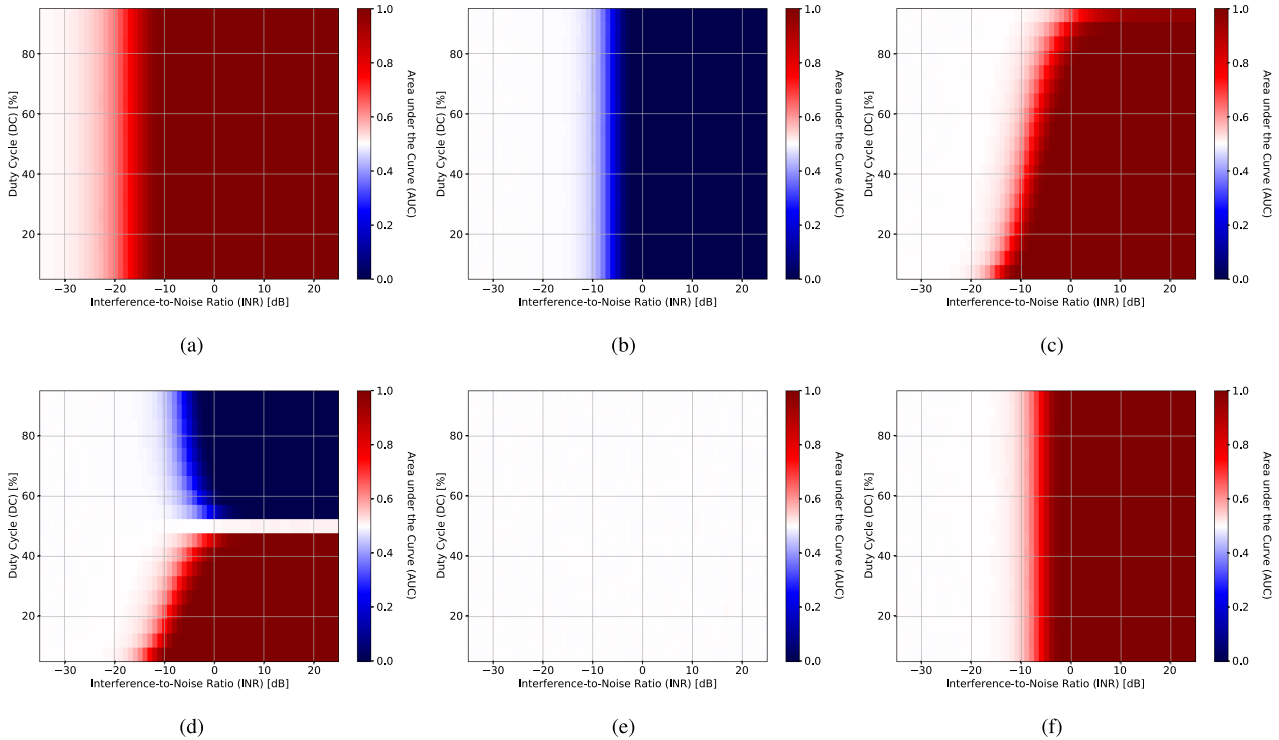 80
60
40
20
Duty Cycle (DC) [%]
−30 −20 −10 0 10 20
Interference-to-Noise Ratio (INR) [dB]
1.0
0.8
0.6
0.4
0.2
0.0
Area under the Curve (AUC)
(a)
80
60
40
20
Duty Cycle (DC) [%]
−30 −20 −10 0 10 20
Interference-to-Noise Ratio (INR) [dB]
1.0
0.8
0.6
0.4
0.2
0.0
Area under the Curve (AUC)
(b)
80
60
40
20
Duty Cycle (DC) [%]
−30 −20 −10 0 10 20
Interference-to-Noise Ratio (INR) [dB]
1.0
0.8
0.6
0.4
0.2
0.0
Area under the Curve (AUC)
(c)
80
60
40
20
Duty Cycle (DC) [%]
−30 −20 −10 0 10 20
Interference-to-Noise Ratio (INR) [dB]
1.0
0.8
0.6
0.4
0.2
0.0
Area under the Curve (AUC)
(d)
80
60
40
20
Duty Cycle (DC) [%]
−30 −20 −10 0 10 20
Interference-to-Noise Ratio (INR) [dB]
1.0
0.8
0.6
0.4
0.2
0.0
Area under the Curve (AUC)
(e)
80
60
40
20
Duty Cycle (DC) [%]
−30 −20 −10 0 10 20
Interference-to-Noise Ratio (INR) [dB]
1.0
0.8
0.6
0.4
0.2
0.0
Area under the Curve (AUC)
(f)